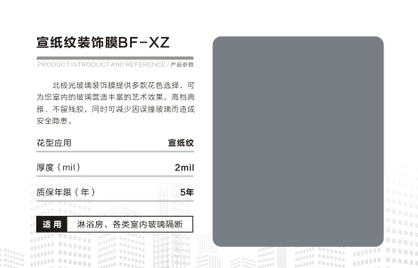 宣纸纹装饰膜BF-XZ
PRODUCT INTRODUCT AND REFERENCE / 产品参数
北极光玻璃装饰膜提供多款花色选择，可
为您室内的玻璃营造丰富的艺术效果，高档典
雅、不留残胶，同时可减少因误撞玻璃而造成
安全隐患。
花型应用 宣纸纹
厚度（mil） 2mil
质保年限（年） 5年
适用 淋浴房、各类室内玻璃隔断